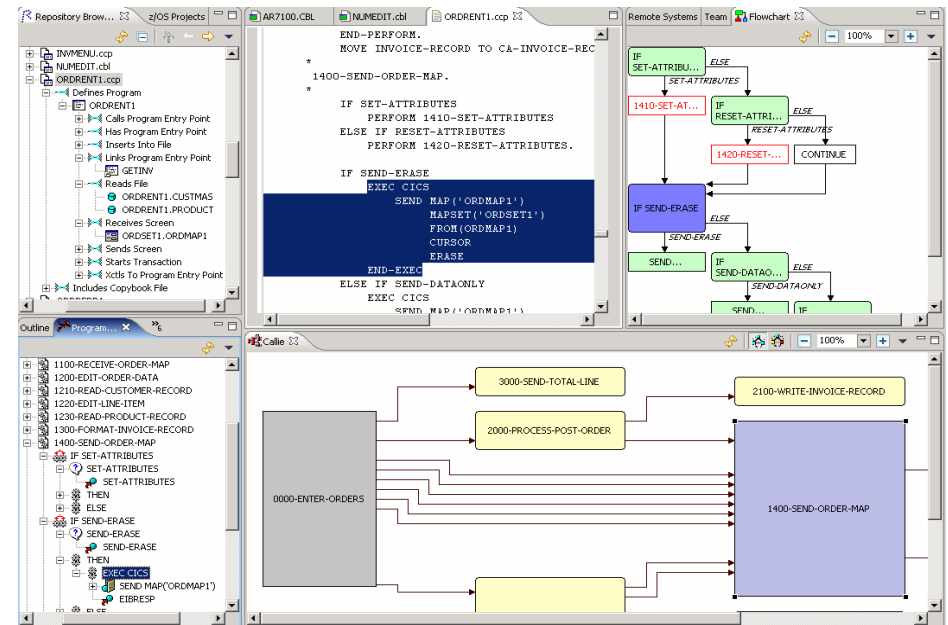 Repository Brow...
z/OS Projects
INVMENU.ccp
NUMEDIT.cbl
ORDRENT1.ccp
Defines Program
ORDRENT1
Calls Program Entry Point
Has Program Entry Point
Inserts Into File
Links Program Entry Point
GETINV
Reads File
ORDRENT1.CUSTMAS
ORDRENT1.PRODUCT
Receives Screen
ORDSET1.ORDMAP1
Sends Screen
Starts Transaction
Xctls To Program Entry Point
Includes Copybook File
AR7100.CBL
NUMEDIT.cbl
ORDRENT1.ccp
END-PERFORM.
MOVE INVOICE-RECORD TO CA-INVOICE-REC
*
1400-SEND-ORDER-MAP.
*
IF SET-ATTRIBUTES
PERFORM 1410-SET-ATTRIBUTES
ELSE IF RESET-ATTRIBUTES
PERFORM 1420-RESET-ATTRIBUTES.
IF SEND-ERASE
EXEC CICS
SEND MAP('ORDMAP1')
MAPSET('ORDSET1')
FROM(ORDMAP1)
CURSOR
ERASE
END-EXEC
ELSE IF SEND-DATAONLY
EXEC CICS
SEND MAP('ORDMAP1')
Remote Systems
Team
Flowchart
100%
IF
SET-ATTRIBU...
ELSE
SET-ATTRIBUTES
1410-SET-AT...
IF
RESET-ATTRI...
ELSE
RESET-ATTRIBUTES
1420-RESET-...
CONTINUE
IF SEND-ERASE
ELSE
SEND-ERASE
SEND...
IF
SEND-DATAO...
ELSE
SEND-DATAONLY
SEND...
IF
Outline
Program...
6
1100-RECEIVE-ORDER-MAP
1200-EDIT-ORDER-DATA
1210-READ-CUSTOMER-RECORD
1220-EDIT-LINE-ITEM
1230-READ-PRODUCT-RECORD
1300-FORMAT-INVOICE-RECORD
1400-SEND-ORDER-MAP
IF SET-ATTRIBUTES
SET-ATTRIBUTES
SET-ATTRIBUTES
THEN
ELSE
IF SEND-ERASE
SEND-ERASE
SEND-ERASE
THEN
EXEC CICS
SEND MAP('ORDMAP1')
EIBRESP
ELSE
Callie
100%
3000-SEND-TOTAL-LINE
2100-WRITE-INVOICE-RECORD
2000-PROCESS-POST-ORDER
0000-ENTER-ORDERS
1400-SEND-ORDER-MAP